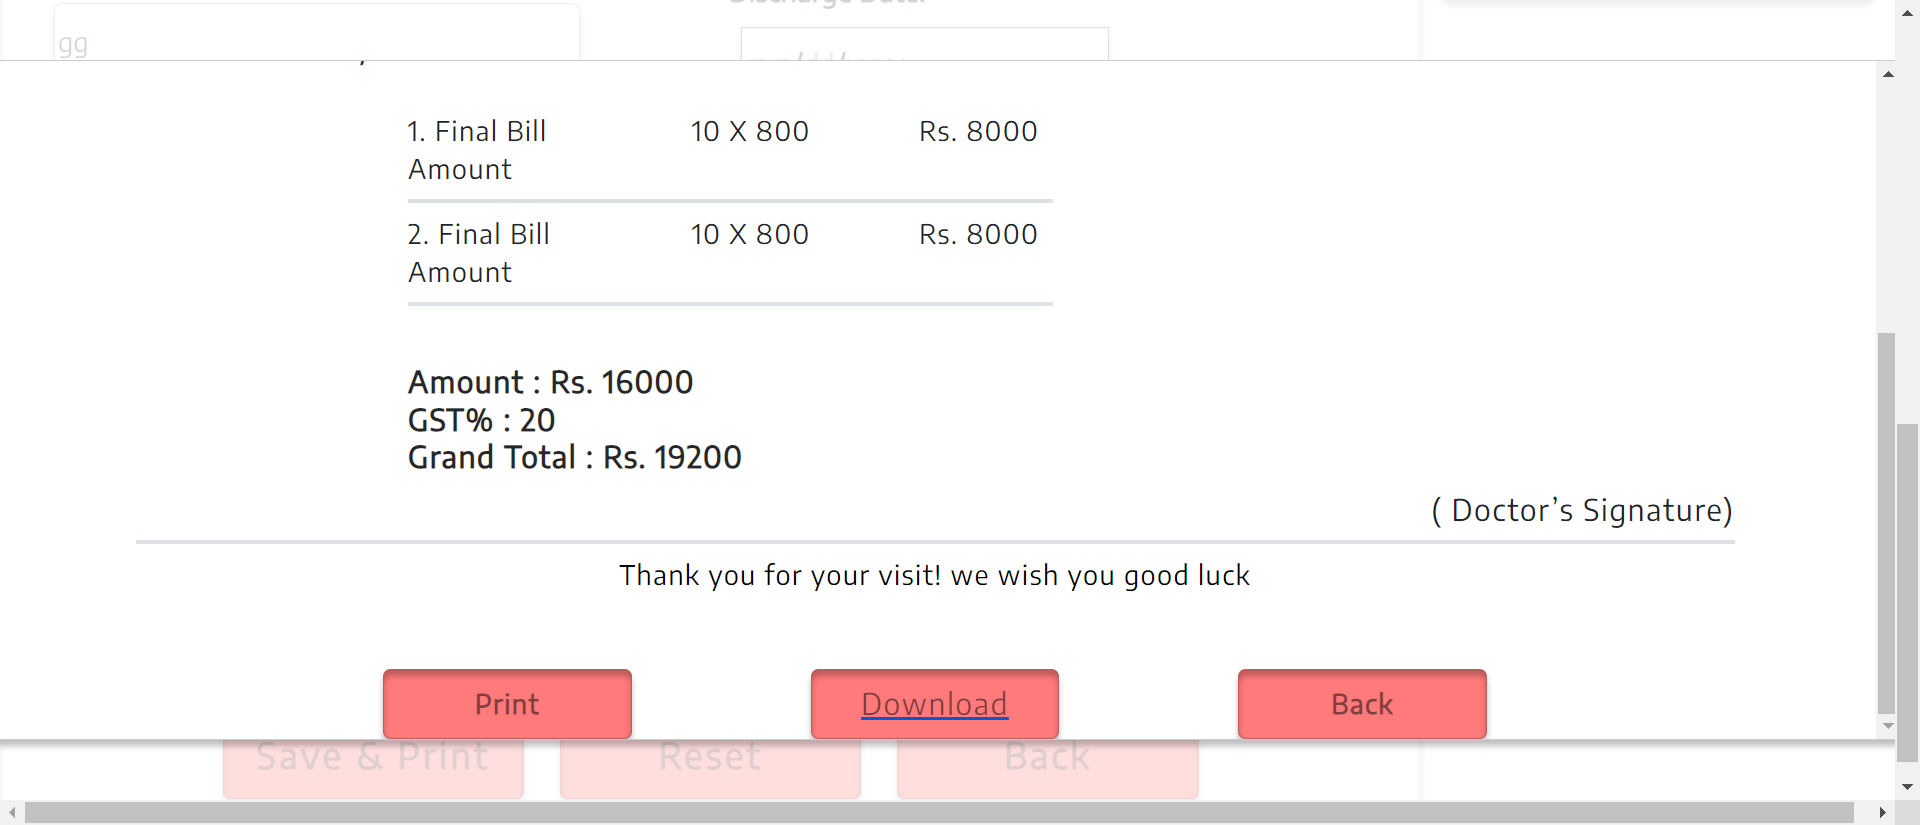 gg
1. Final Bill Amount 10 X 800 Rs. 8000
2. Final Bill Amount 10 X 800 Rs. 8000
Amount : Rs. 16000
GST% : 20
Grand Total : Rs. 19200
( Doctor’s Signature)
Thank you for your visit! we wish you good luck
Print Download Back
Save & Print Reset Back